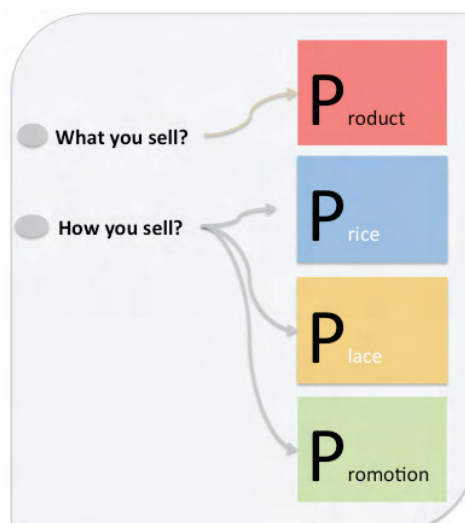 Product
What you sell?
How you sell?
Price
Place
Promotion